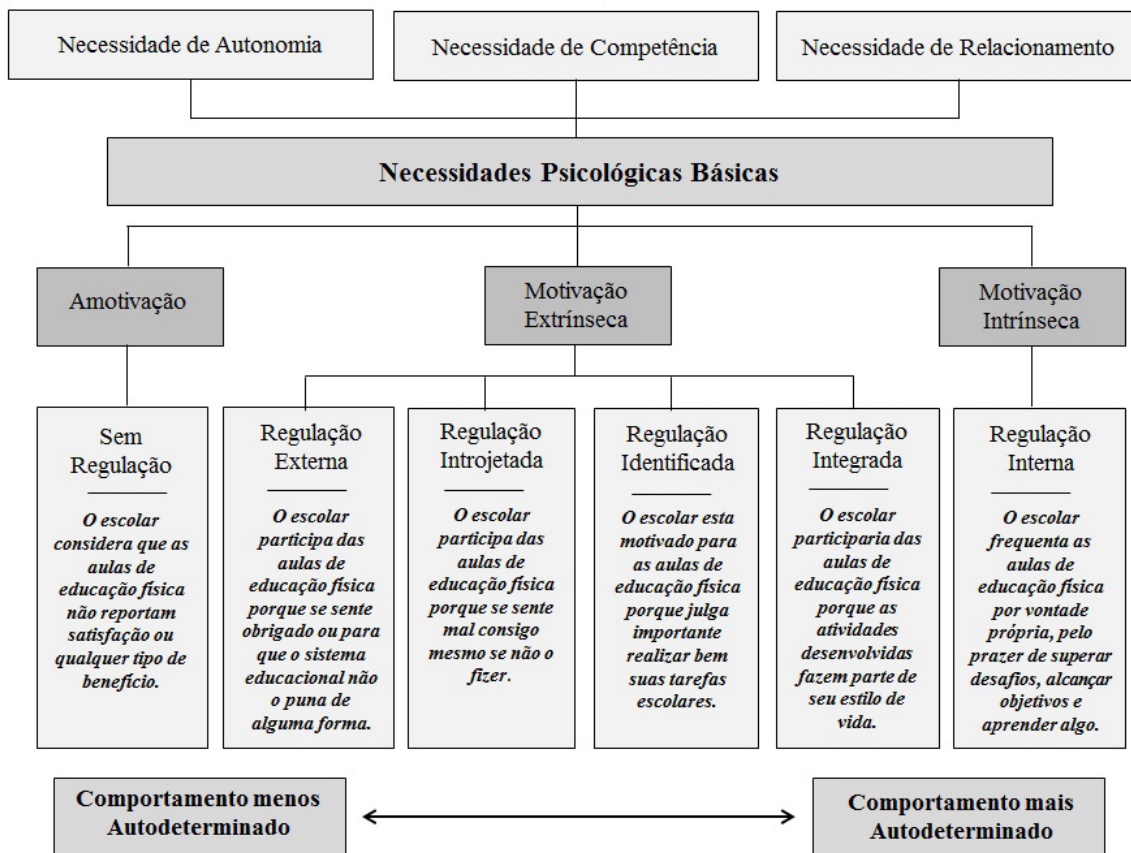 Necessidade de Autonomia
Necessidade de Competência
Necessidade de Relacionamento
Necessidades Psicológicas Básicas
Amotivação
Motivação
Extrínseca
Motivação
Intrínseca
Sem
Regulação
O escolar
considera que as
aulas de
educação física
não reportam
satisfação ou
qualquer tipo de
benefício.
Regulação
Externa
O escolar
participa das
aulas de
educação física
porque se sente
obrigado ou para
que o sistema
educacional não
o puna de
alguma forma.
Regulação
Introjetada
O escolar
participa das
aulas de
educação física
porque se sente
mal consigo
mesmo se não o
fizer.
Regulação
Identificada
O escolar esta
motivado para
as aulas de
educação física
porque julga
importante
realizar bem
suas tarefas
escolares.
Regulação
Integrada
O escolar
participaria das
aulas de
educação física
porque as
atividades
desenvolvidas
fazem parte de
seu estilo de
vida.
Regulação
Interna
O escolar
frequenta as
aulas de
educação física
por vontade
própria, pelo
prazer de superar
desafios, alcançar
objetivos e
aprender algo.
Comportamento menos
Autodeterminado
Comportamento mais
Autodeterminado